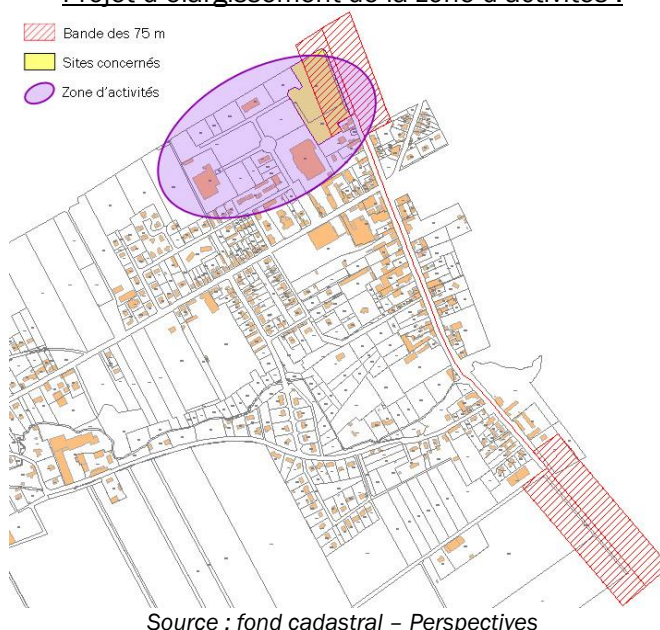 Projet d'élargissement de la zone d'activités :
Bande des 75 m
Sites concernés
Zone d'activités
Source : fond cadastral – Perspectives